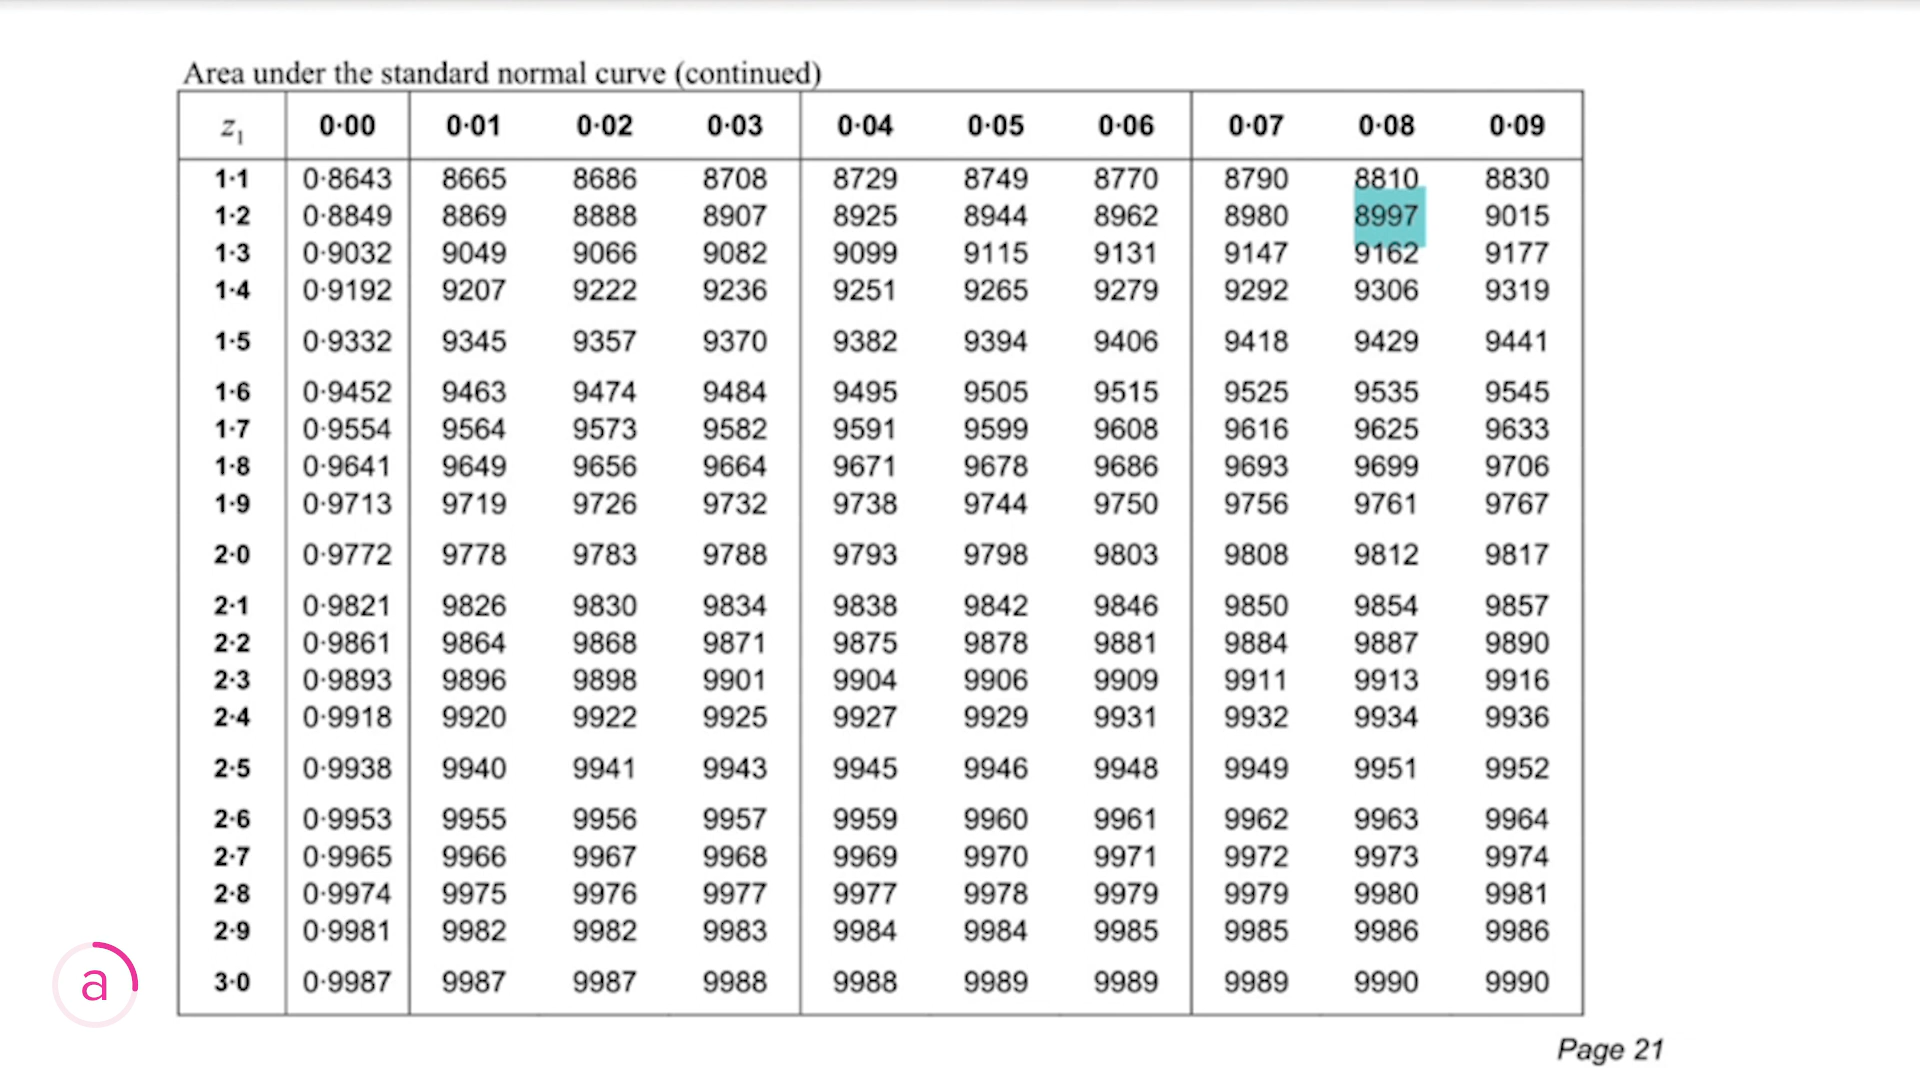 Area under the standard normal curve (continued)
z₁ 0·00 0·01 0·02 0·03 0·04 0·05 0·06 0·07 0·08 0·09
1·1 0·8643 8665 8686 8708 8729 8749 8770 8790 8810 8830
1·2 0·8849 8869 8888 8907 8925 8944 8962 8980 8997 9015
1·3 0·9032 9049 9066 9082 9099 9115 9131 9147 9162 9177
1·4 0·9192 9207 9222 9236 9251 9265 9279 9292 9306 9319
1·5 0·9332 9345 9357 9370 9382 9394 9406 9418 9429 9441
1·6 0·9452 9463 9474 9484 9495 9505 9515 9525 9535 9545
1·7 0·9554 9564 9573 9582 9591 9599 9608 9616 9625 9633
1·8 0·9641 9649 9656 9664 9671 9678 9686 9693 9699 9706
1·9 0·9713 9719 9726 9732 9738 9744 9750 9756 9761 9767
2·0 0·9772 9778 9783 9788 9793 9798 9803 9808 9812 9817
2·1 0·9821 9826 9830 9834 9838 9842 9846 9850 9854 9857
2·2 0·9861 9864 9868 9871 9875 9878 9881 9884 9887 9890
2·3 0·9893 9896 9898 9901 9904 9906 9909 9911 9913 9916
2·4 0·9918 9920 9922 9925 9927 9929 9931 9932 9934 9936
2·5 0·9938 9940 9941 9943 9945 9946 9948 9949 9951 9952
2·6 0·9953 9955 9956 9957 9959 9960 9961 9962 9963 9964
2·7 0·9965 9966 9967 9968 9969 9970 9971 9972 9973 9974
2·8 0·9974 9975 9976 9977 9977 9978 9979 9979 9980 9981
2·9 0·9981 9982 9982 9983 9984 9984 9985 9985 9986 9986
3·0 0·9987 9987 9987 9988 9988 9989 9989 9989 9990 9990
a
Page 21